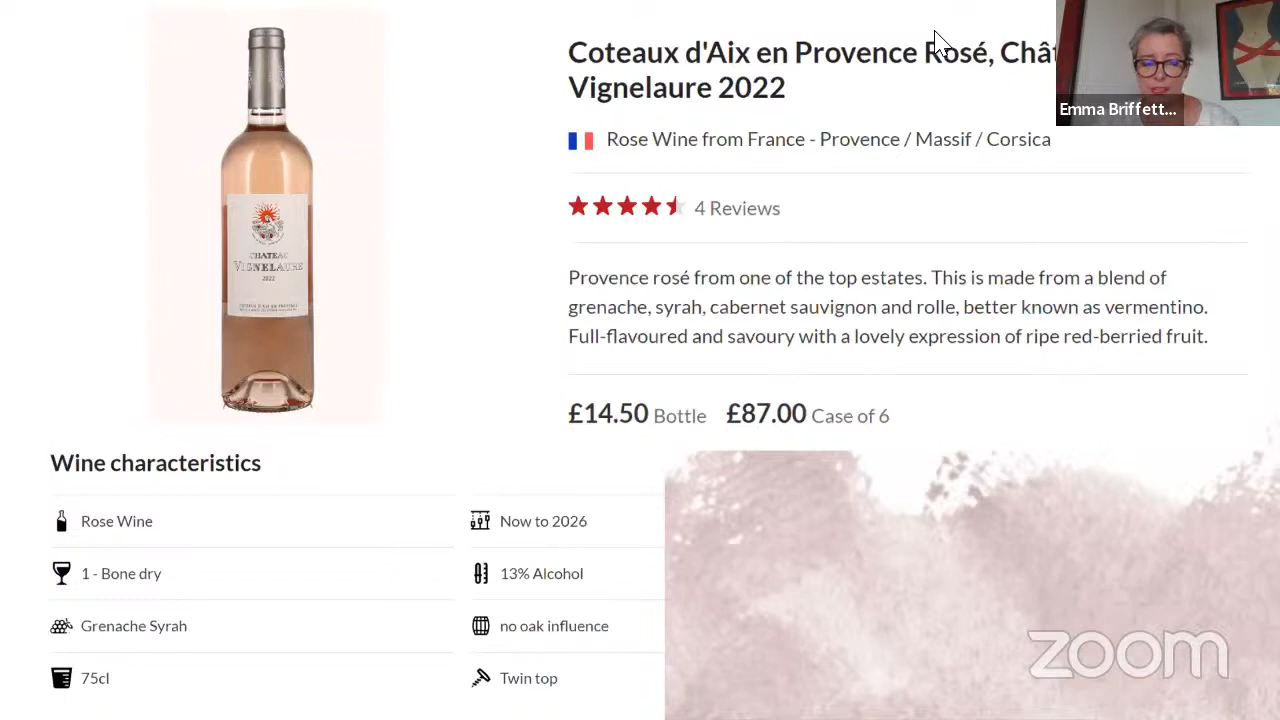 Coteaux d'Aix en Provence Rosé, Chât
Vignelaure 2022
Emma Briffett...
Rose Wine from France - Provence / Massif / Corsica
4 Reviews
Provence rosé from one of the top estates. This is made from a blend of
grenache, syrah, cabernet sauvignon and rolle, better known as vermentino.
Full-flavoured and savoury with a lovely expression of ripe red-berried fruit.
£14.50 Bottle £87.00 Case of 6
CHATEAU
VIGNELAURE
2022
Wine characteristics
Rose Wine
Now to 2026
1 - Bone dry
13% Alcohol
Grenache Syrah
no oak influence
75cl
Twin top
zoom